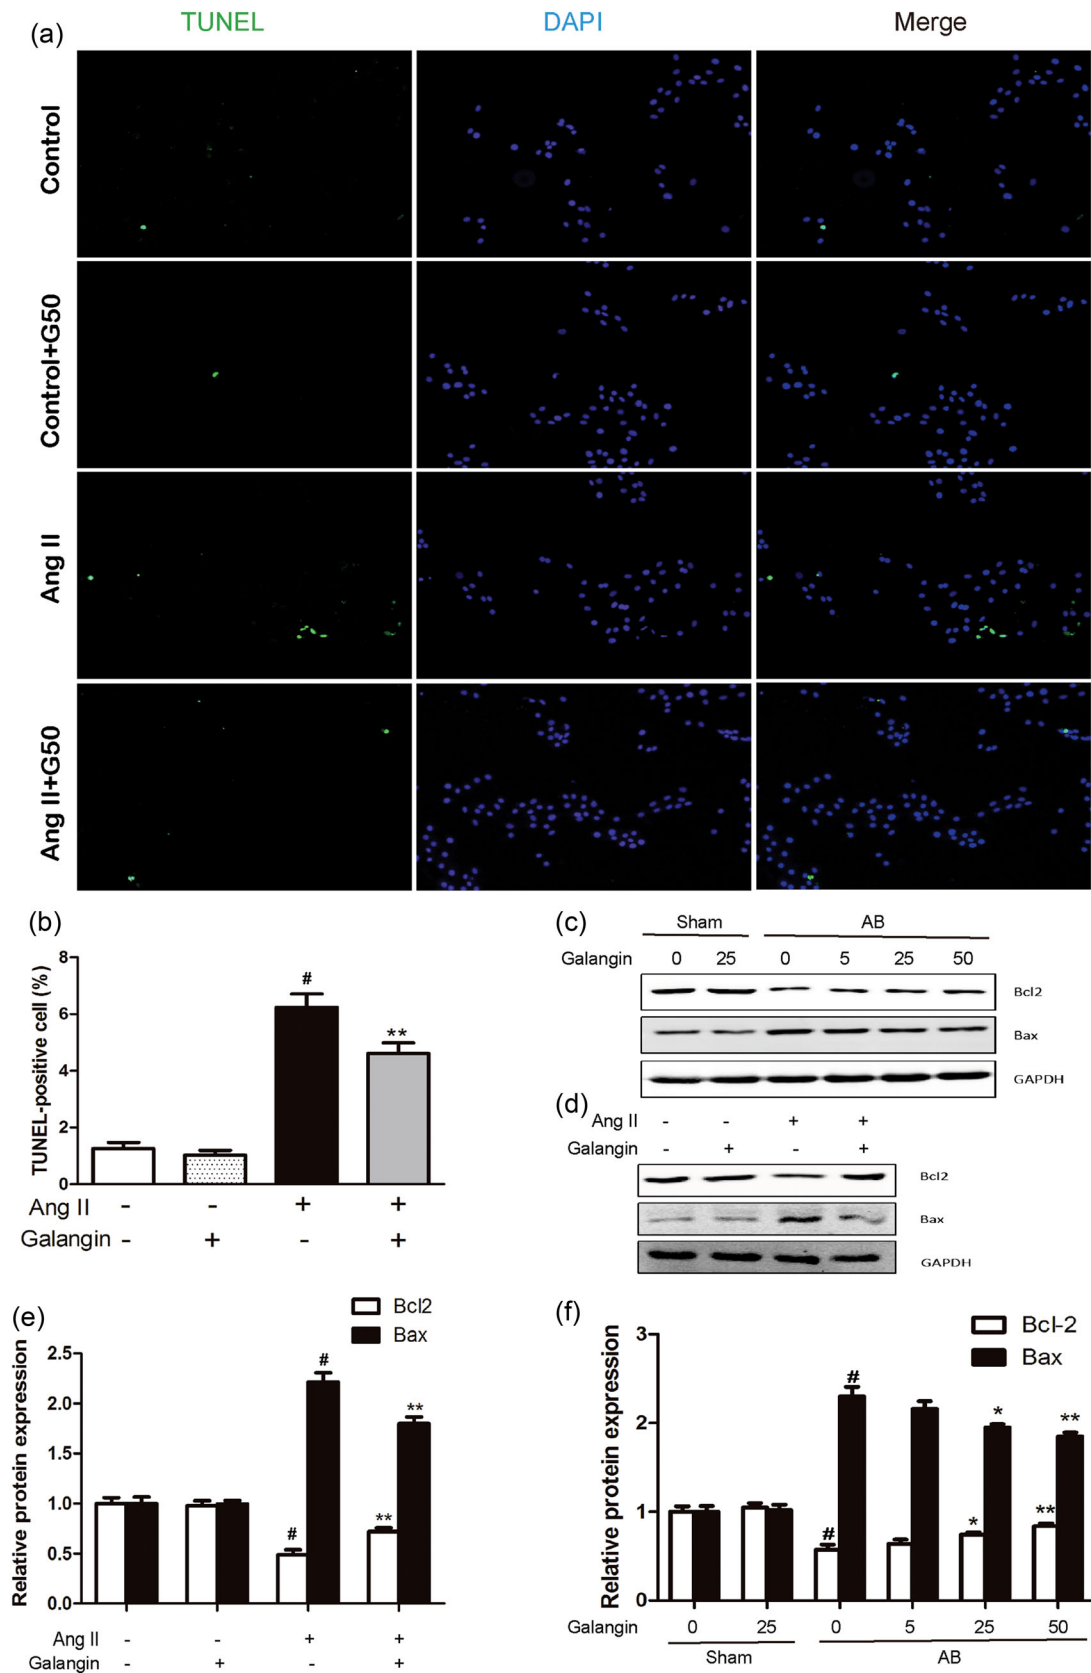 (a)
TUNEL DAPI Merge
Control
Control+G50
Ang II
Ang II+G50
(b)
TUNEL-positive cell (%)
8
6
4
2
0
#
**
Ang II - - + +
Galangin - + - +
(c)
Sham AB
Galangin 0 25 0 5 25 50
Bcl2
Bax
GAPDH
(d)
Ang II - - + +
Galangin - + - +
Bcl2
Bax
GAPDH
(e)
Bcl2
Bax
Relative protein expression
2.5
2.0
1.5
1.0
0.5
0.0
#
#
**
**
Ang II - - + +
Galangin - + - +
(f)
Bcl-2
Bax
Relative protein expression
3
2
1
0
#
#
*
*
**
**
Galangin 0 25 0 5 25 50
Sham AB